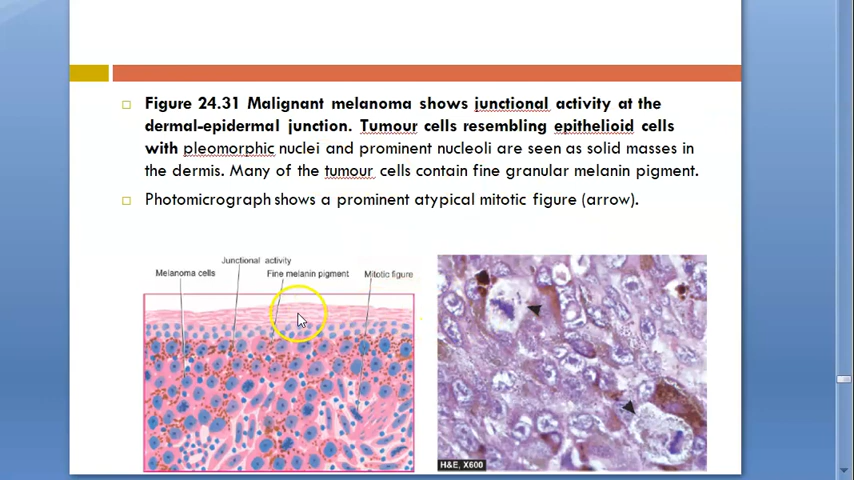 Figure 24.31 Malignant melanoma shows junctional activity at the
dermal-epidermal junction. Tumour cells resembling epithelioid cells
with pleomorphic nuclei and prominent nucleoli are seen as solid masses in
the dermis. Many of the tumour cells contain fine granular melanin pigment.
Photomicrograph shows a prominent atypical mitotic figure (arrow).
Junctional activity
Melanoma cells
Fine melanin pigment
Mitotic figure
H&E, X600